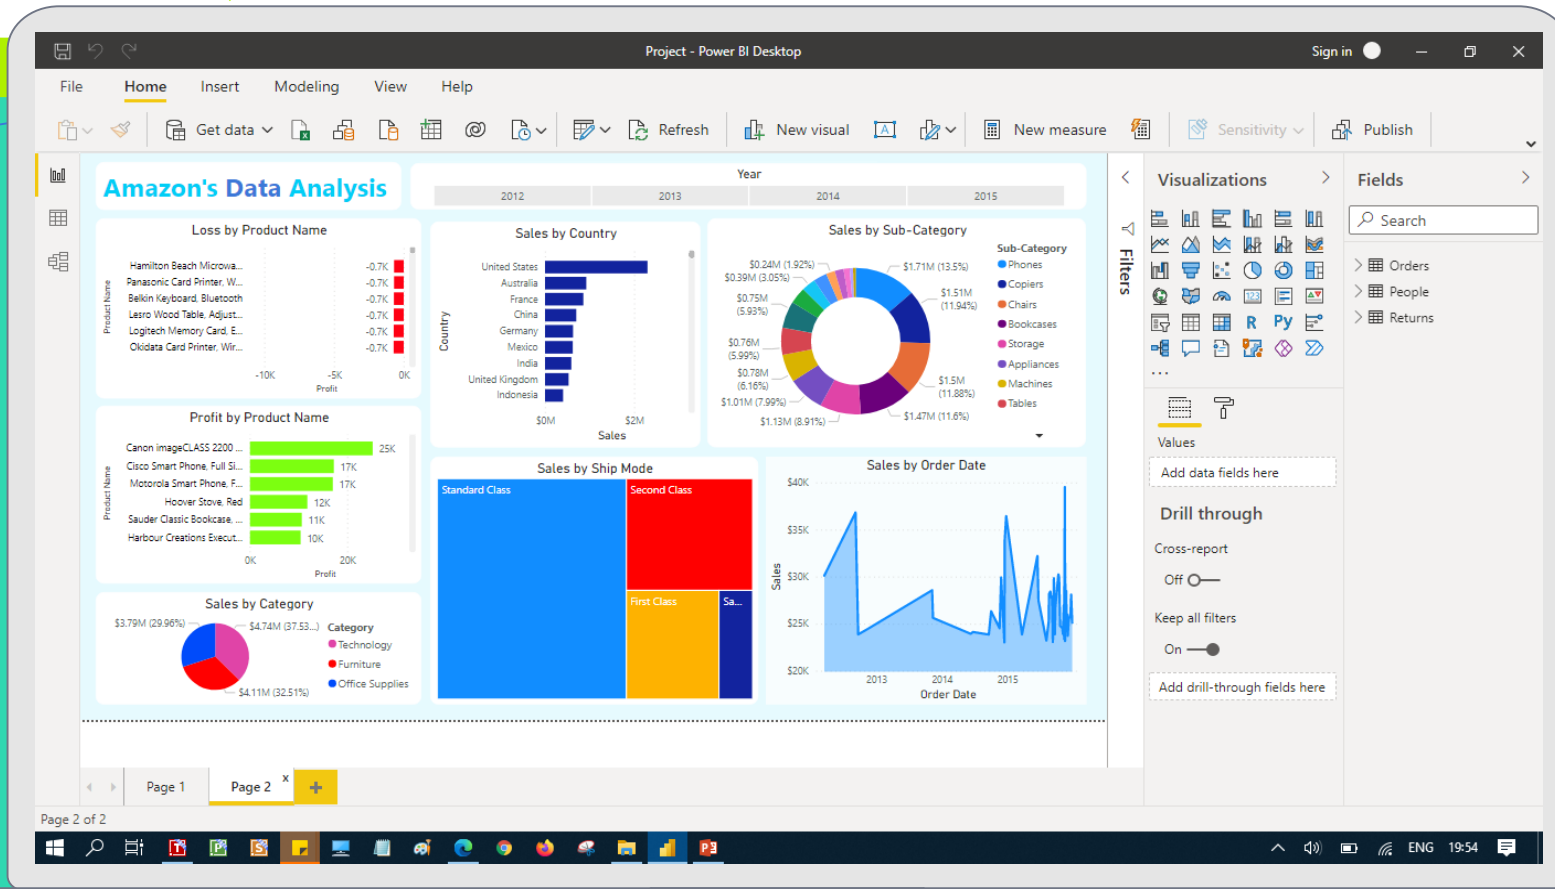 Project - Power BI Desktop
Sign in
File Home Insert Modeling View Help
Get data Refresh New visual New measure Sensitivity Publish
Amazon's Data Analysis
Year
2012 2013 2014 2015
Loss by Product Name
Product Name
Hamilton Beach Microwa... -0.7K
Panasonic Card Printer, W... -0.7K
Belkin Keyboard, Bluetooth -0.7K
Lesro Wood Table, Adjust... -0.7K
Logitech Memory Card, E... -0.7K
Okidata Card Printer, Wir... -0.7K
-10K -5K 0K
Profit
Sales by Country
Country
United States
Australia
France
China
Germany
Mexico
India
United Kingdom
Indonesia
$0M $2M
Sales
Sales by Sub-Category
$1.71M (13.5%)
$1.51M
(11.94%)
$1.5M
(11.88%)
$1.47M (11.6%)
$1.13M (8.91%)
$1.01M (7.99%)
$0.78M
(6.16%)
$0.76M
(5.99%)
$0.75M
(5.93%)
$0.39M (3.05%)
$0.24M (1.92%)
Sub-Category
Phones
Copiers
Chairs
Bookcases
Storage
Appliances
Machines
Tables
Profit by Product Name
Product Name
Canon imageCLASS 2200 ... 25K
Cisco Smart Phone, Full Si... 17K
Motorola Smart Phone, F... 17K
Hoover Stove, Red 12K
Sauder Classic Bookcase, ... 11K
Harbour Creations Execut... 10K
0K 20K
Profit
Sales by Ship Mode
Standard Class
Second Class
First Class
Sa...
Sales by Order Date
Sales
$40K
$35K
$30K
$25K
$20K
2013 2014 2015
Order Date
Sales by Category
$3.79M (29.96%)
$4.74M (37.53...)
$4.11M (32.51%)
Category
Technology
Furniture
Office Supplies
Filters
Visualizations
123
R Py
...
Values
Add data fields here
Drill through
Cross-report
Off
Keep all filters
On
Add drill-through fields here
Fields
Search
Orders
People
Returns
Page 1 Page 2 x +
Page 2 of 2
ENG 19:54